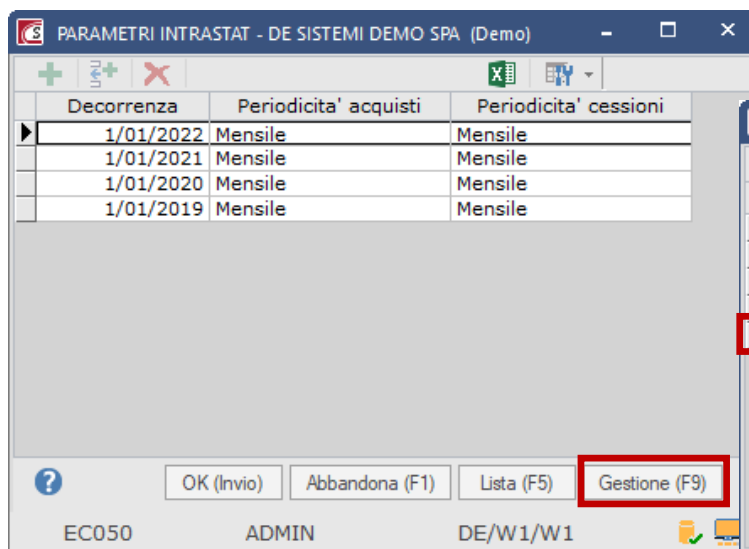 PARAMETRI INTRASTAT - DE SISTEMI DEMO SPA (Demo)
Decorrenza Periodicita' acquisti Periodicita' cessioni
1/01/2022 Mensile Mensile
1/01/2021 Mensile Mensile
1/01/2020 Mensile Mensile
1/01/2019 Mensile Mensile
OK (Invio) Abbandona (F1) Lista (F5) Gestione (F9)
EC050 ADMIN DE/W1/W1